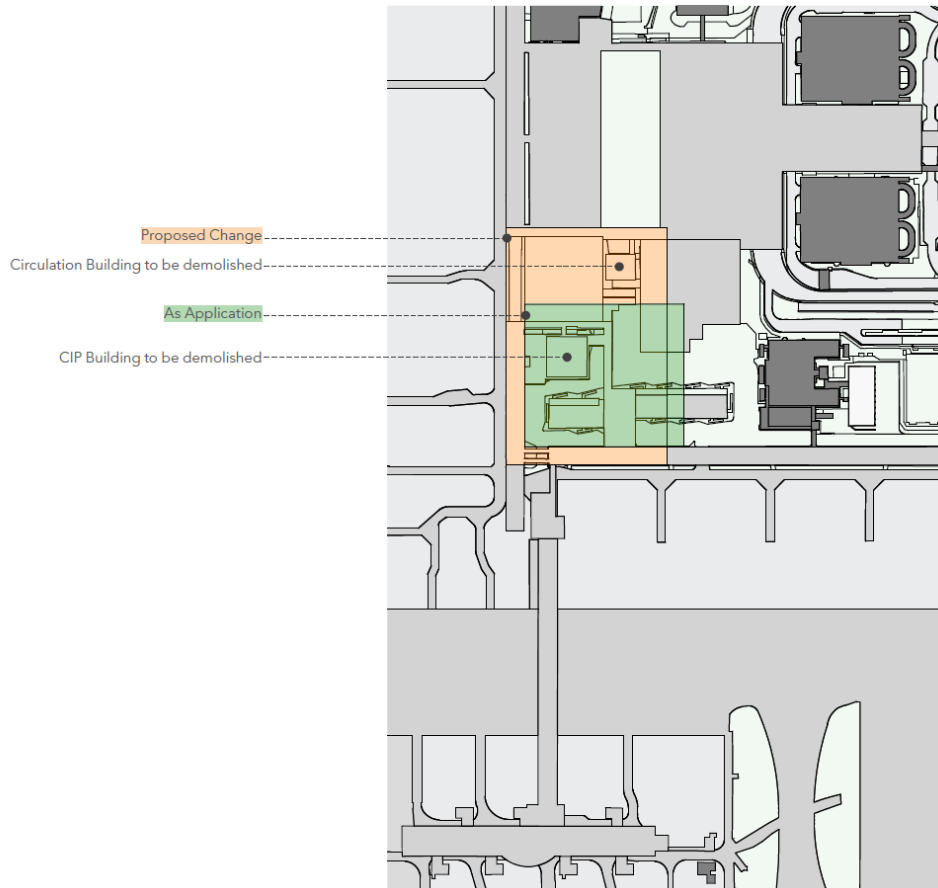 Proposed Change
Circulation Building to be demolished
As Application
CIP Building to be demolished